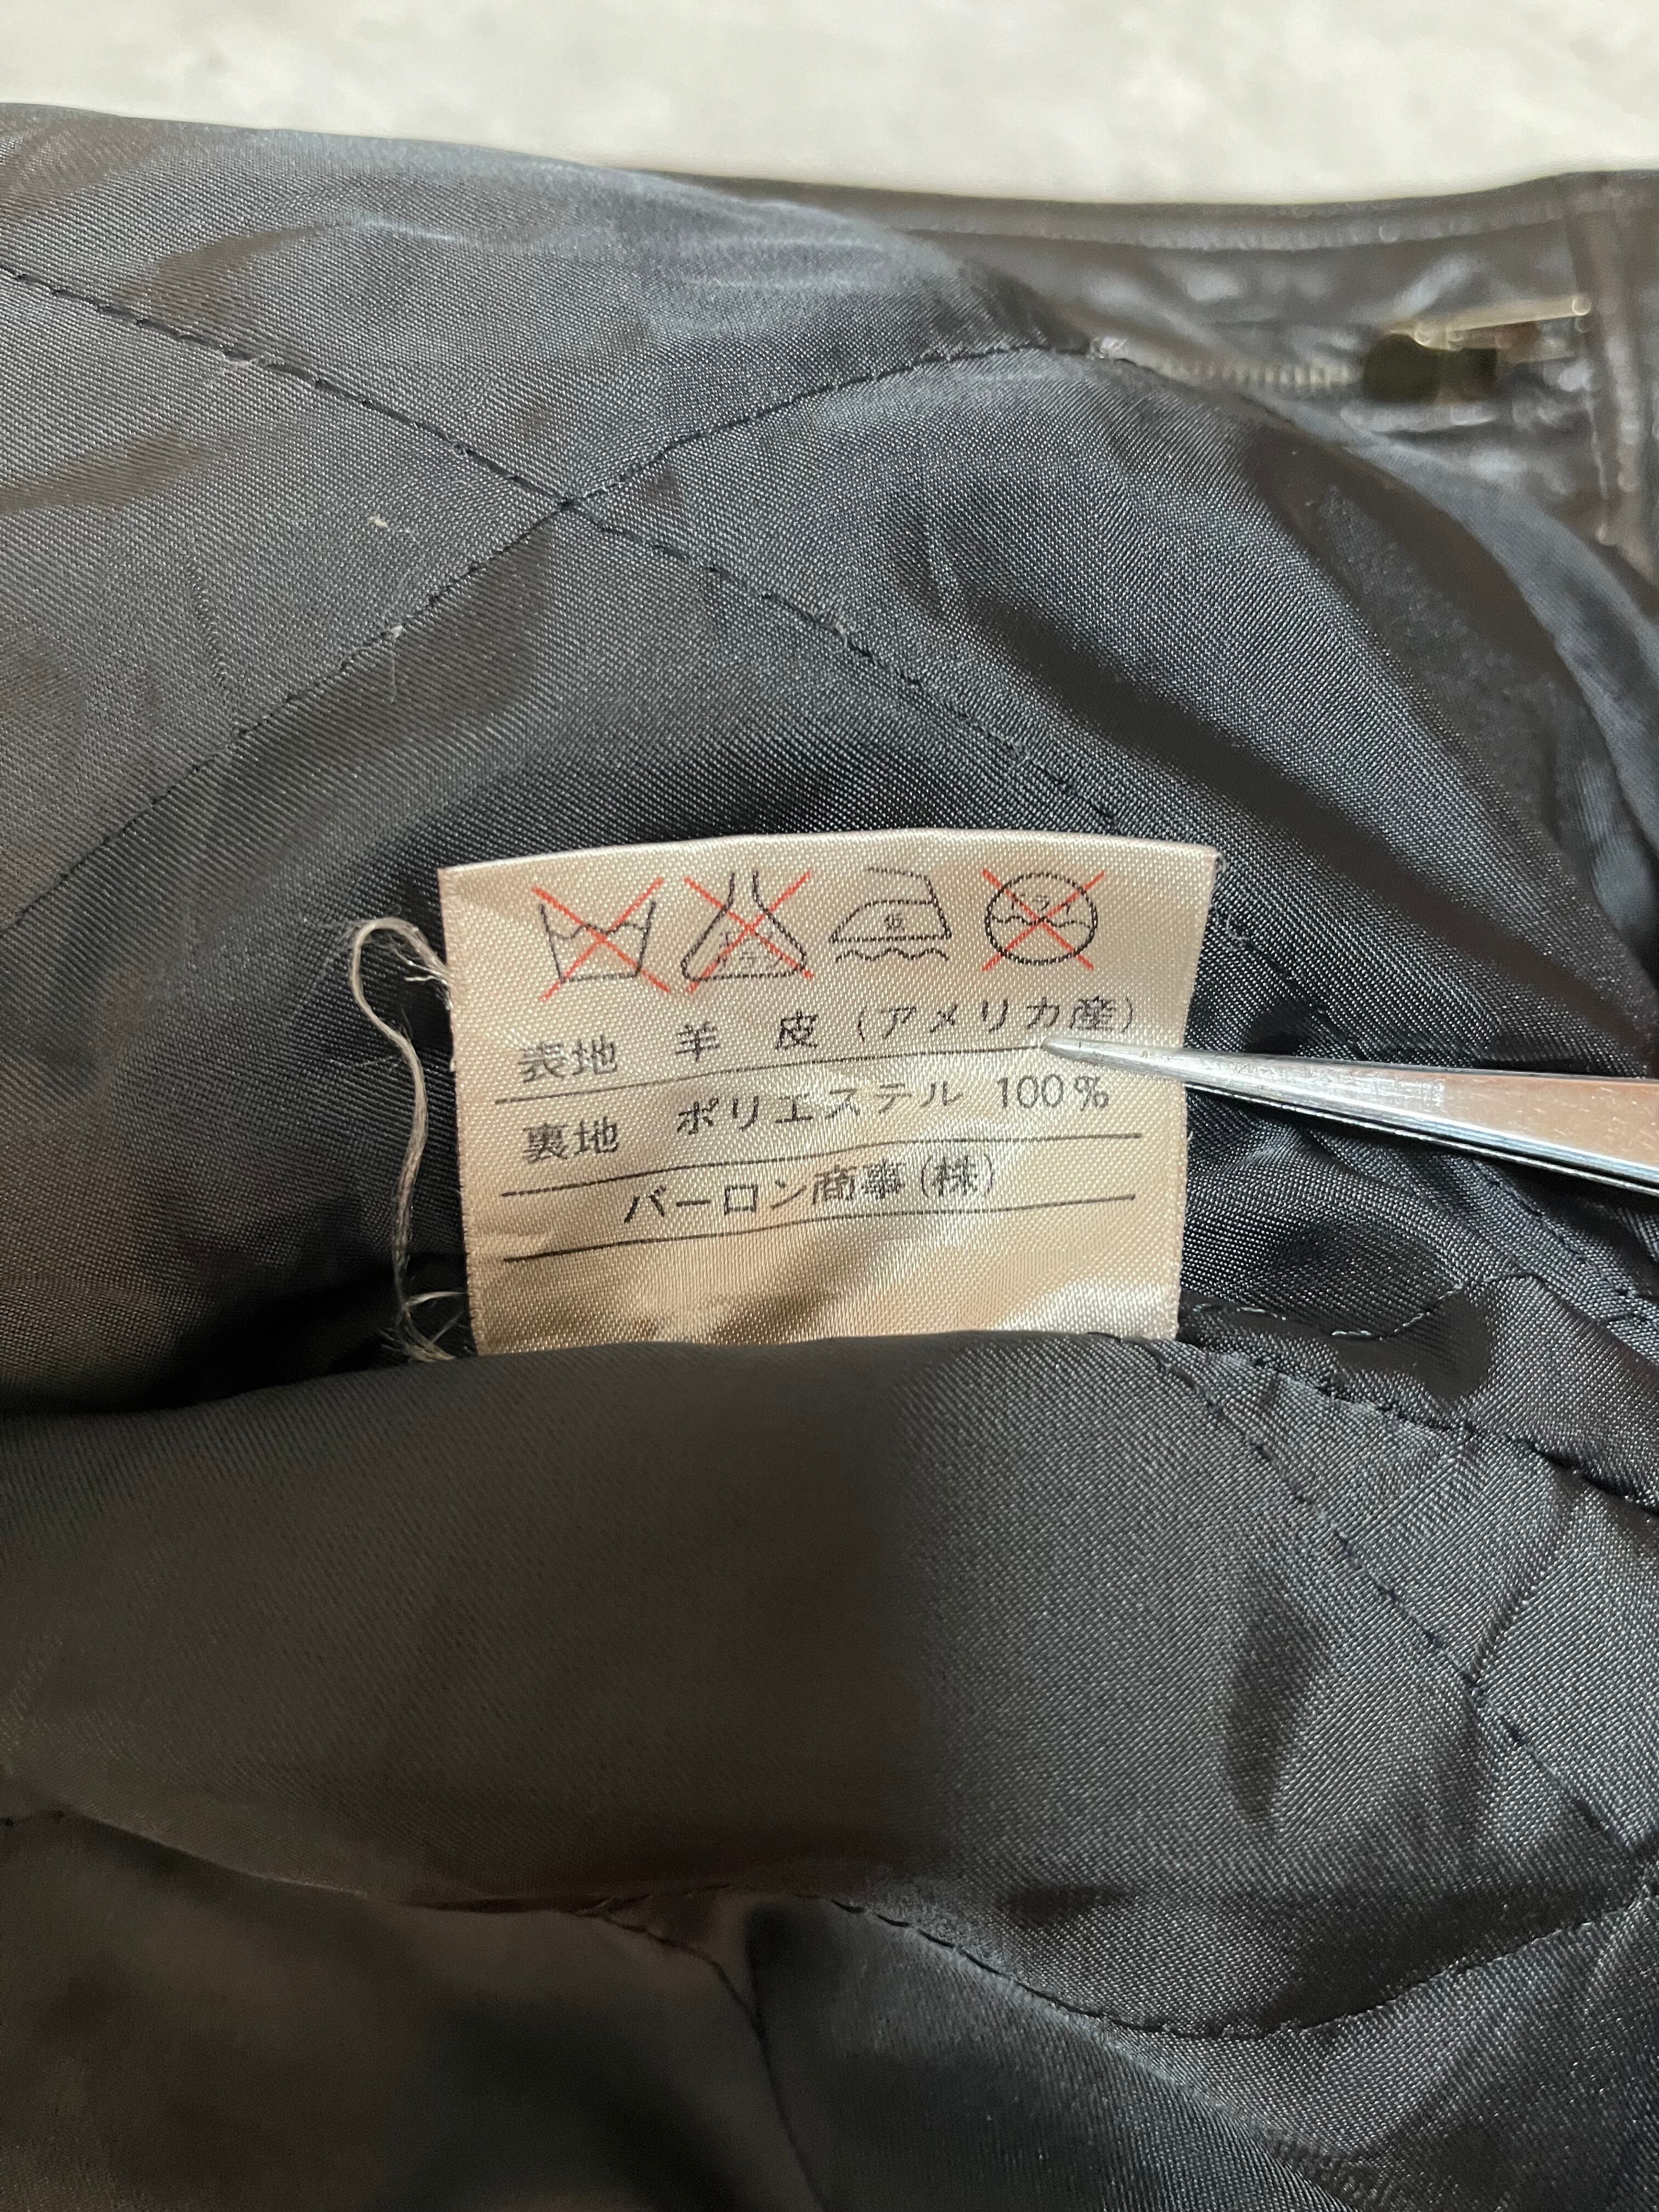 低
表地 羊 皮 (アメリカ産)
裏地 ポリエステル 100%
バーロン商事(株)